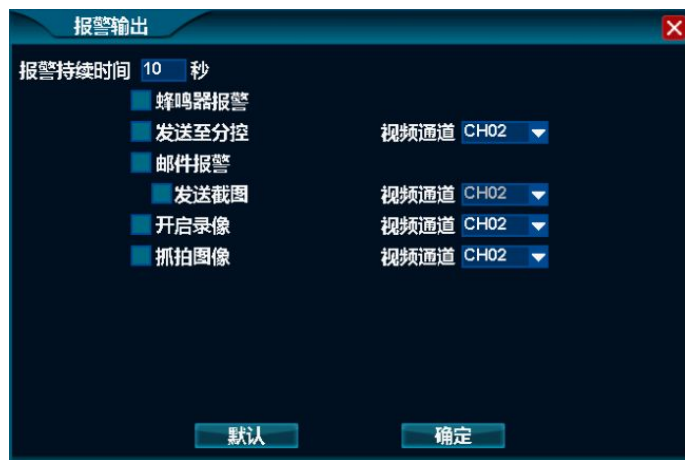 报警输出
报警持续时间 10 秒
蜂鸣器报警
发送至分控 视频通道 CH02
邮件报警
发送截图 视频通道 CH02
开启录像 视频通道 CH02
抓拍图像 视频通道 CH02
默认 确定